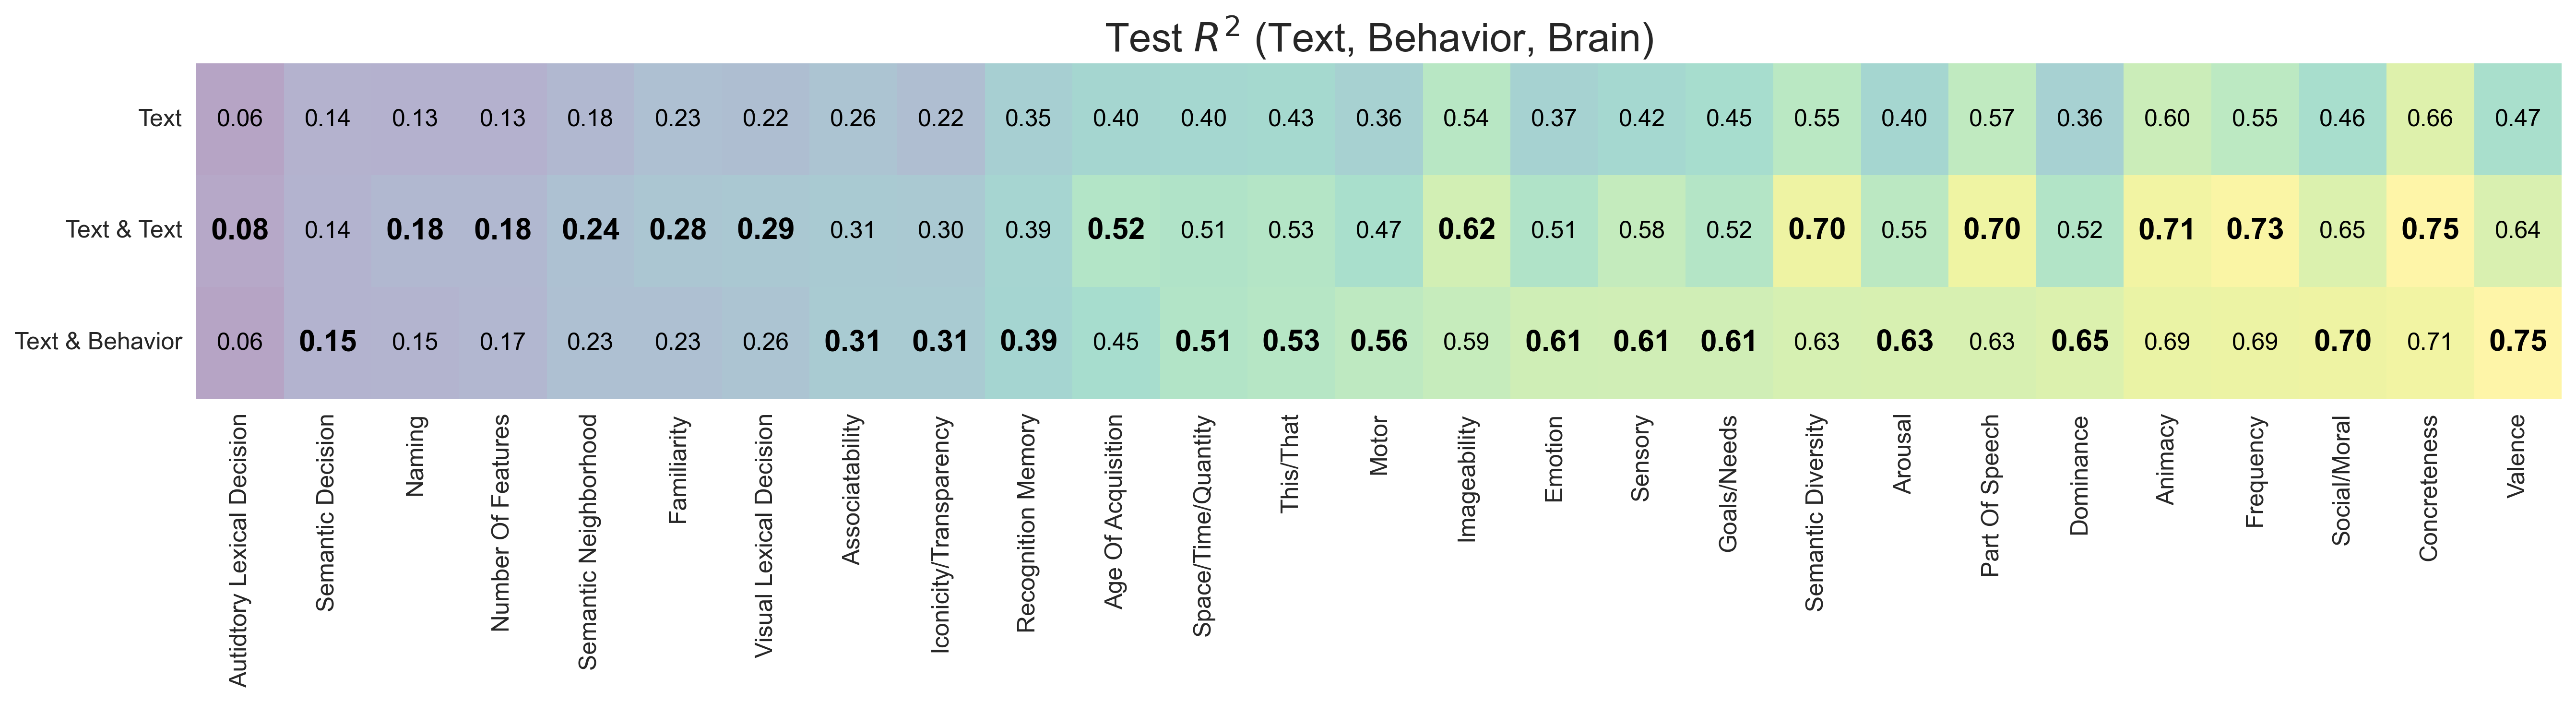 Test R² (Text, Behavior, Brain)
Text 0.06 0.14 0.13 0.13 0.18 0.23 0.22 0.26 0.22 0.35 0.40 0.40 0.43 0.36 0.54 0.37 0.42 0.45 0.55 0.40 0.57 0.36 0.60 0.55 0.46 0.66 0.47
Text & Text 0.08 0.14 0.18 0.18 0.24 0.28 0.29 0.31 0.30 0.39 0.52 0.51 0.53 0.47 0.62 0.51 0.58 0.52 0.70 0.55 0.70 0.52 0.71 0.73 0.65 0.75 0.64
Text & Behavior 0.06 0.15 0.15 0.17 0.23 0.23 0.26 0.31 0.31 0.39 0.45 0.51 0.53 0.56 0.59 0.61 0.61 0.61 0.63 0.63 0.63 0.65 0.69 0.69 0.70 0.71 0.75
Autidtory Lexical Decision
Semantic Decision
Naming
Number Of Features
Semantic Neighborhood
Familiarity
Visual Lexical Decision
Associatability
Iconicity/Transparency
Recognition Memory
Age Of Acquisition
Space/Time/Quantity
This/That
Motor
Imageability
Emotion
Sensory
Goals/Needs
Semantic Diversity
Arousal
Part Of Speech
Dominance
Animacy
Frequency
Social/Moral
Concreteness
Valence